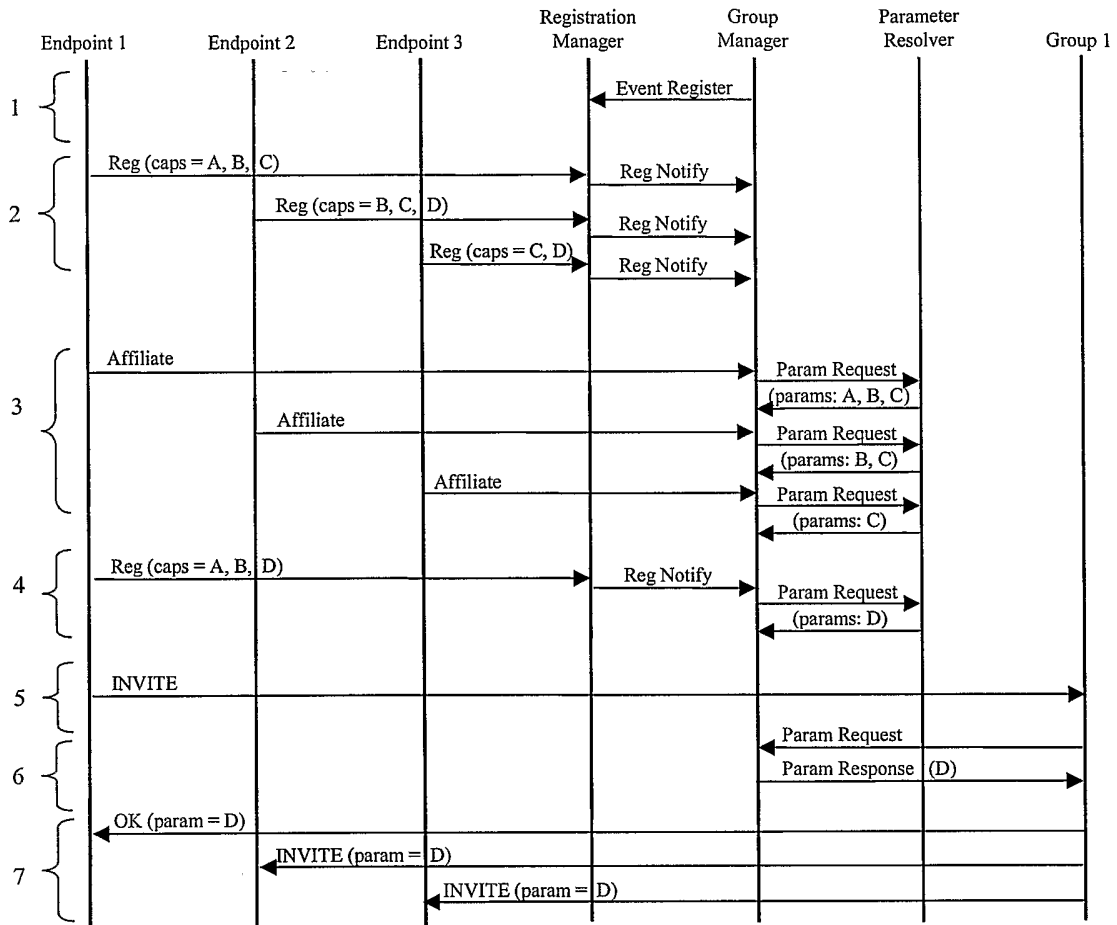 Endpoint 1
Endpoint 2
Endpoint 3
Registration
Manager
Group
Manager
Parameter
Resolver
Group 1
1
Event Register
2
Reg (caps = A, B, C)
Reg Notify
Reg (caps = B, C, D)
Reg Notify
Reg (caps = C, D)
Reg Notify
3
Affiliate
Param Request
(params: A, B, C)
Affiliate
Param Request
(params: B, C)
Affiliate
Param Request
(params: C)
4
Reg (caps = A, B, D)
Reg Notify
Param Request
(params: D)
5
INVITE
6
Param Request
Param Response (D)
7
OK (param = D)
INVITE (param = D)
INVITE (param = D)